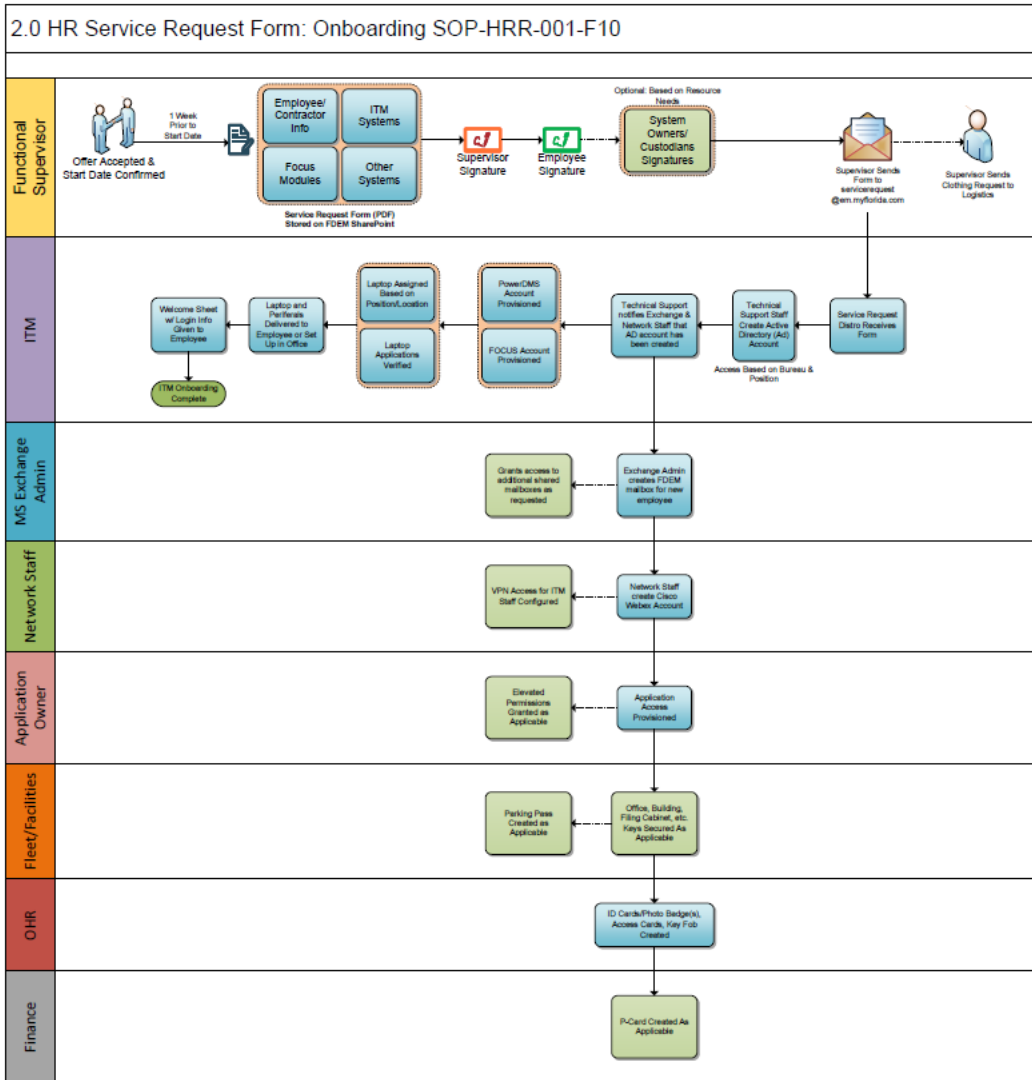 2.0 HR Service Request Form: Onboarding SOP-HRR-001-F10
Functional
Supervisor
Offer Accepted &
Start Date Confirmed
1 Week
Prior to
Start Date
Employee/
Contractor
Info
ITM
Systems
Focus
Modules
Other
Systems
Service Request Form (PDF)
Stored on FDEM SharePoint
Supervisor
Signature
Employee
Signature
Optional: Based on Resource
Needs
System
Owners/
Custodians
Signatures
Supervisor Sends
Form to
servicerequest
@em.myflorida.com
Supervisor Sends
Clothing Request to
Logistics
ITM
Service Request
Distro Receives
Form
Technical
Support Staff
Create Active
Directory (Ad)
Account
Access Based on Bureau &
Position
Technical Support
notifies Exchange &
Network Staff that
AD account has
been created
PowerDMS
Account
Provisioned
FOCUS Account
Provisioned
Laptop Assigned
Based on
Position/Location
Laptop
Applications
Verified
Laptop and
Periferals
Delivered to
Employee or Set
Up in Office
Welcome Sheet
w/ Login Info
Given to
Employee
ITM Onboarding
Complete
MS Exchange
Admin
Grants access to
additional shared
mailboxes as
requested
Exchange Admin
creates FDEM
mailbox for new
employee
Network Staff
VPN Access for ITM
Staff Configured
Network Staff
create Cisco
Webex Account
Application
Owner
Elevated
Permissions
Granted as
Applicable
Application
Access
Provisioned
Fleet/Facilities
Parking Pass
Created as
Applicable
Office, Building,
Filing Cabinet, etc.
Keys Secured As
Applicable
OHR
ID Cards/Photo Badge(s),
Access Cards, Key Fob
Created
Finance
P-Card Created As
Applicable